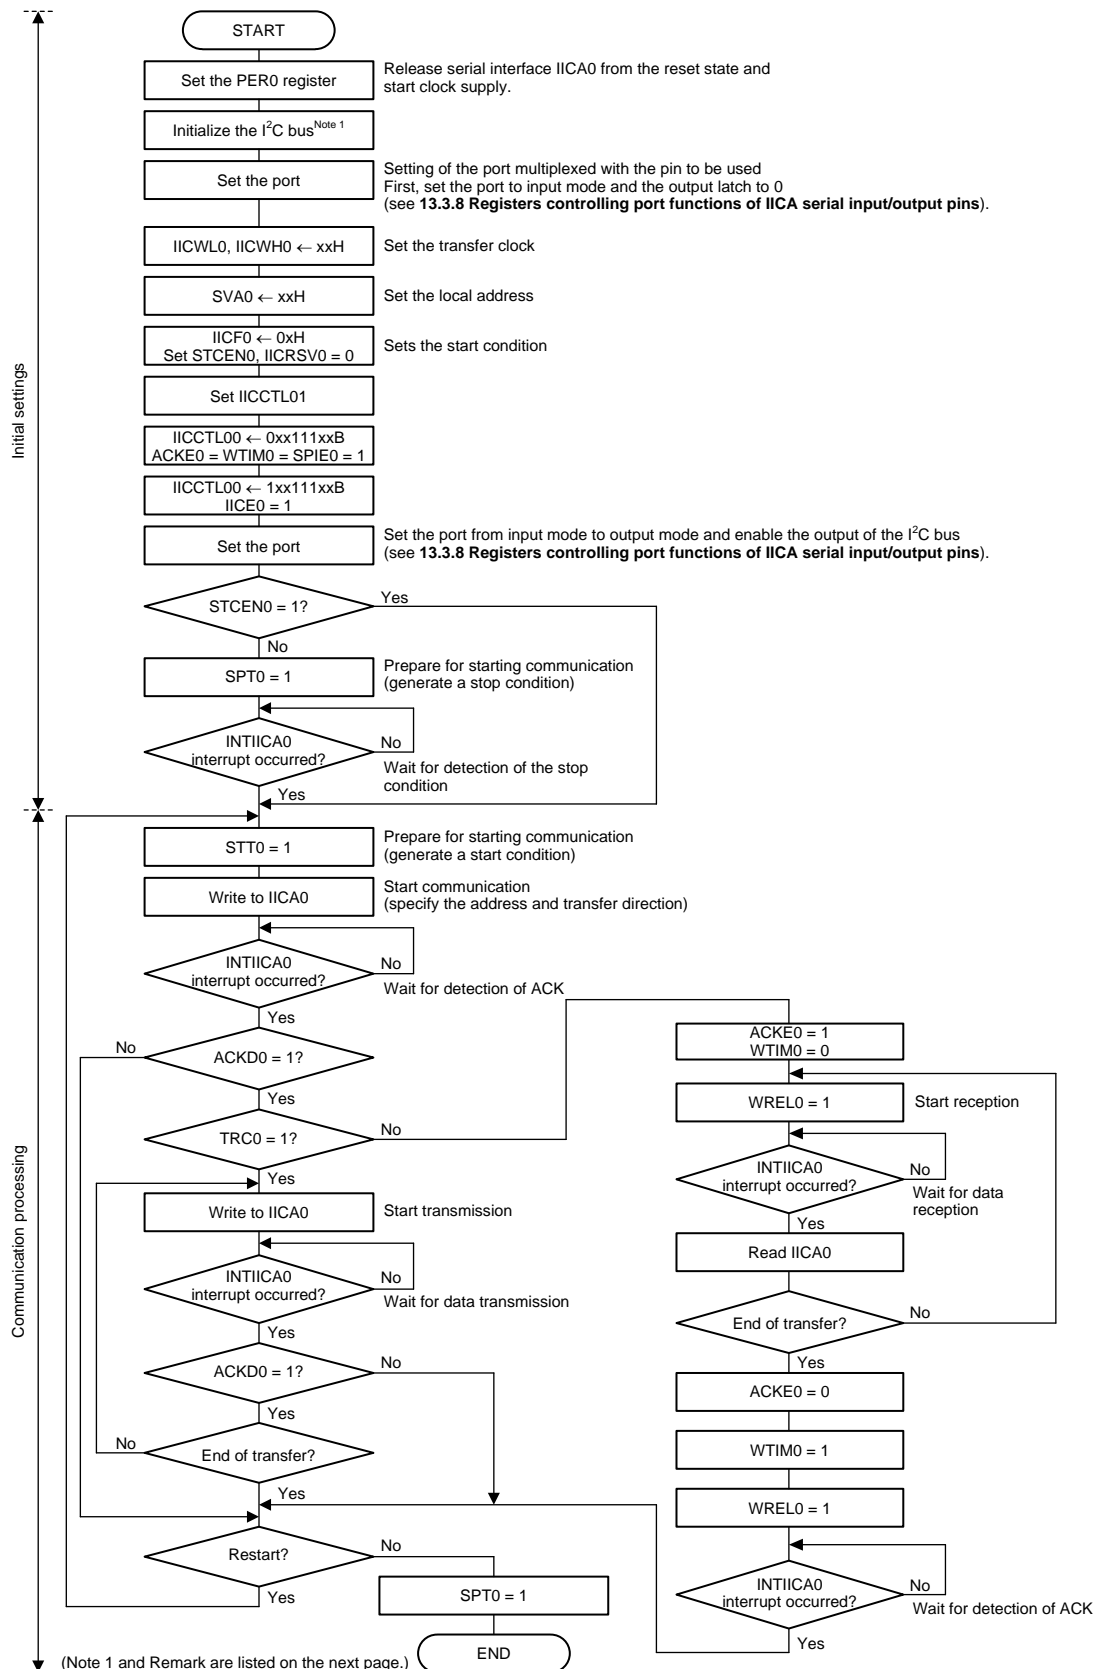 START
Set the PER0 register
Release serial interface IICA0 from the reset state and
start clock supply.
Initialize the I²C bus Note 1
Set the port
Setting of the port multiplexed with the pin to be used
First, set the port to input mode and the output latch to 0
(see 13.3.8 Registers controlling port functions of IICA serial input/output pins).
IICWL0, IICWH0 ← xxH
Set the transfer clock
SVA0 ← xxH
Set the local address
IICF0 ← 0xH
Set STCEN0, IICRSV0 = 0
Sets the start condition
Set IICCTL01
IICCTL00 ← 0xx111xxB
ACKE0 = WTIM0 = SPIE0 = 1
IICCTL00 ← 1xx111xxB
IICE0 = 1
Set the port
Set the port from input mode to output mode and enable the output of the I²C bus
(see 13.3.8 Registers controlling port functions of IICA serial input/output pins).
STCEN0 = 1?
Yes
No
SPT0 = 1
Prepare for starting communication
(generate a stop condition)
INTIICA0
interrupt occurred?
No
Wait for detection of the stop
condition
Yes
Initial settings
STT0 = 1
Prepare for starting communication
(generate a start condition)
Write to IICA0
Start communication
(specify the address and transfer direction)
INTIICA0
interrupt occurred?
No
Wait for detection of ACK
Yes
ACKD0 = 1?
No
Yes
TRC0 = 1?
No
Yes
Write to IICA0
Start transmission
INTIICA0
interrupt occurred?
No
Wait for data transmission
Yes
ACKD0 = 1?
No
Yes
End of transfer?
No
Yes
Restart?
No
Yes
SPT0 = 1
END
Communication processing
ACKE0 = 1
WTIM0 = 0
WREL0 = 1
Start reception
INTIICA0
interrupt occurred?
No
Wait for data
reception
Yes
Read IICA0
End of transfer?
No
Yes
ACKE0 = 0
WTIM0 = 1
WREL0 = 1
INTIICA0
interrupt occurred?
No
Wait for detection of ACK
Yes
(Note 1 and Remark are listed on the next page.)